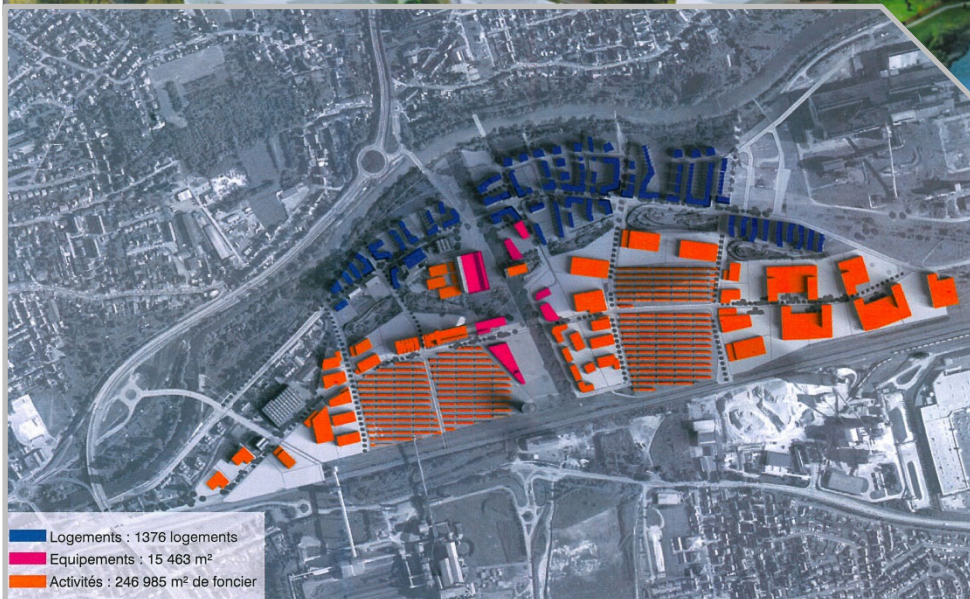 Logements : 1376 logements
Equipements : 15 463 m²
Activités : 246 985 m² de foncier